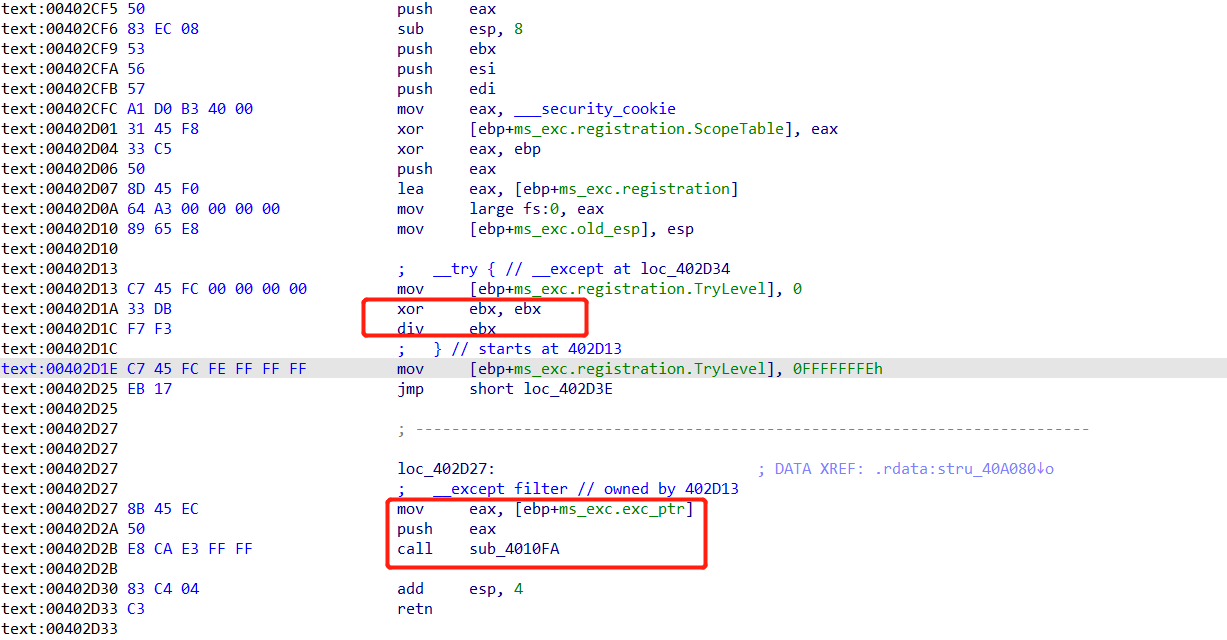 text:00402CF5 50 push eax
text:00402CF6 83 EC 08 sub esp, 8
text:00402CF9 53 push ebx
text:00402CFA 56 push esi
text:00402CFB 57 push edi
text:00402CFC A1 D0 B3 40 00 mov eax, ___security_cookie
text:00402D01 31 45 F8 xor [ebp+ms_exc.registration.ScopeTable], eax
text:00402D04 33 C5 xor eax, ebp
text:00402D06 50 push eax
text:00402D07 8D 45 F0 lea eax, [ebp+ms_exc.registration]
text:00402D0A 64 A3 00 00 00 00 mov large fs:0, eax
text:00402D10 89 65 E8 mov [ebp+ms_exc.old_esp], esp
text:00402D10
text:00402D13 ; __try { // __except at loc_402D34
text:00402D13 C7 45 FC 00 00 00 00 mov [ebp+ms_exc.registration.TryLevel], 0
text:00402D1A 33 DB xor ebx, ebx
text:00402D1C F7 F3 div ebx
text:00402D1C ; } // starts at 402D13
text:00402D1E C7 45 FC FE FF FF FF mov [ebp+ms_exc.registration.TryLevel], 0FFFFFFFEh
text:00402D25 EB 17 jmp short loc_402D3E
text:00402D25
text:00402D27 ; ---------------------------------------------------------------------------
text:00402D27
text:00402D27 loc_402D27: ; DATA XREF: .rdata:stru_40A080↓o
text:00402D27 ; __except filter // owned by 402D13
text:00402D27 8B 45 EC mov eax, [ebp+ms_exc.exc_ptr]
text:00402D2A 50 push eax
text:00402D2B E8 CA E3 FF FF call sub_4010FA
text:00402D2B
text:00402D30 83 C4 04 add esp, 4
text:00402D33 C3 retn
text:00402D33